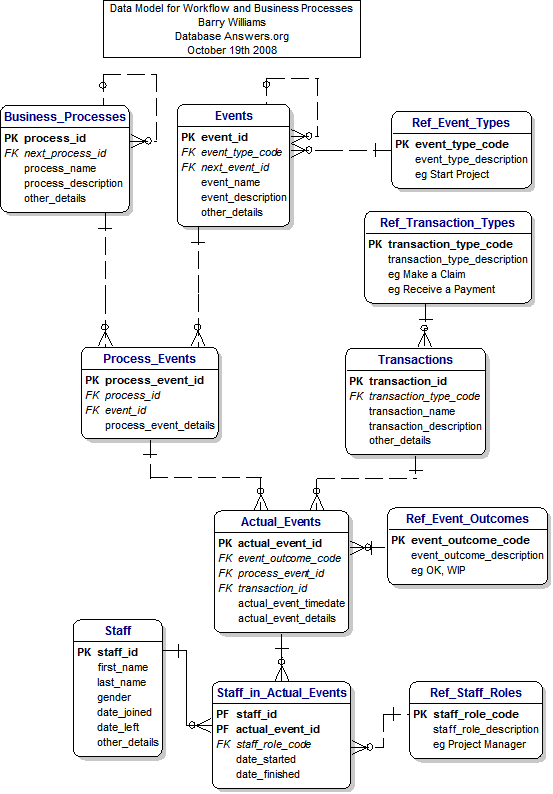 Data Model for Workflow and Business Processes
Barry Williams
Database Answers.org
October 19th 2008
Business_Processes
PK process_id
FK next_process_id
process_name
process_description
other_details
Events
PK event_id
FK event_type_code
FK next_event_id
event_name
event_description
other_details
Ref_Event_Types
PK event_type_code
event_type_description
eg Start Project
Ref_Transaction_Types
PK transaction_type_code
transaction_type_description
eg Make a Claim
eg Receive a Payment
Process_Events
PK process_event_id
FK process_id
FK event_id
process_event_details
Transactions
PK transaction_id
FK transaction_type_code
transaction_name
transaction_description
other_details
Actual_Events
PK actual_event_id
FK event_outcome_code
FK process_event_id
FK transaction_id
actual_event_timedate
actual_event_details
Ref_Event_Outcomes
PK event_outcome_code
event_outcome_description
eg OK, WIP
Staff
PK staff_id
first_name
last_name
gender
date_joined
date_left
other_details
Staff_in_Actual_Events
PF staff_id
PF actual_event_id
FK staff_role_code
date_started
date_finished
Ref_Staff_Roles
PK staff_role_code
staff_role_description
eg Project Manager